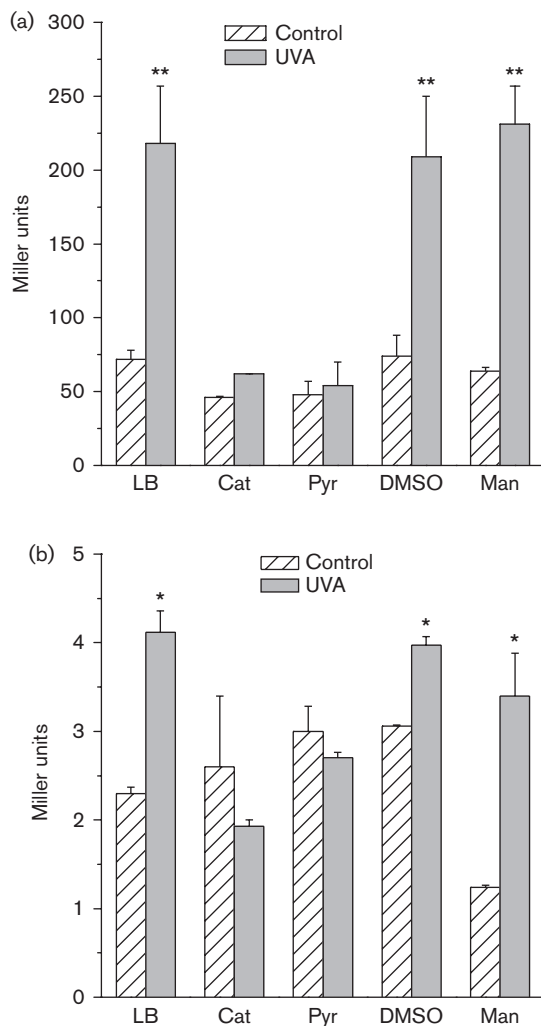 (a)
300
250
200
150
100
50
0
Miller units
Control
UVA
** ** **
LB Cat Pyr DMSO Man
(b)
5
4
3
2
1
0
Miller units
Control
UVA
* * *
LB Cat Pyr DMSO Man